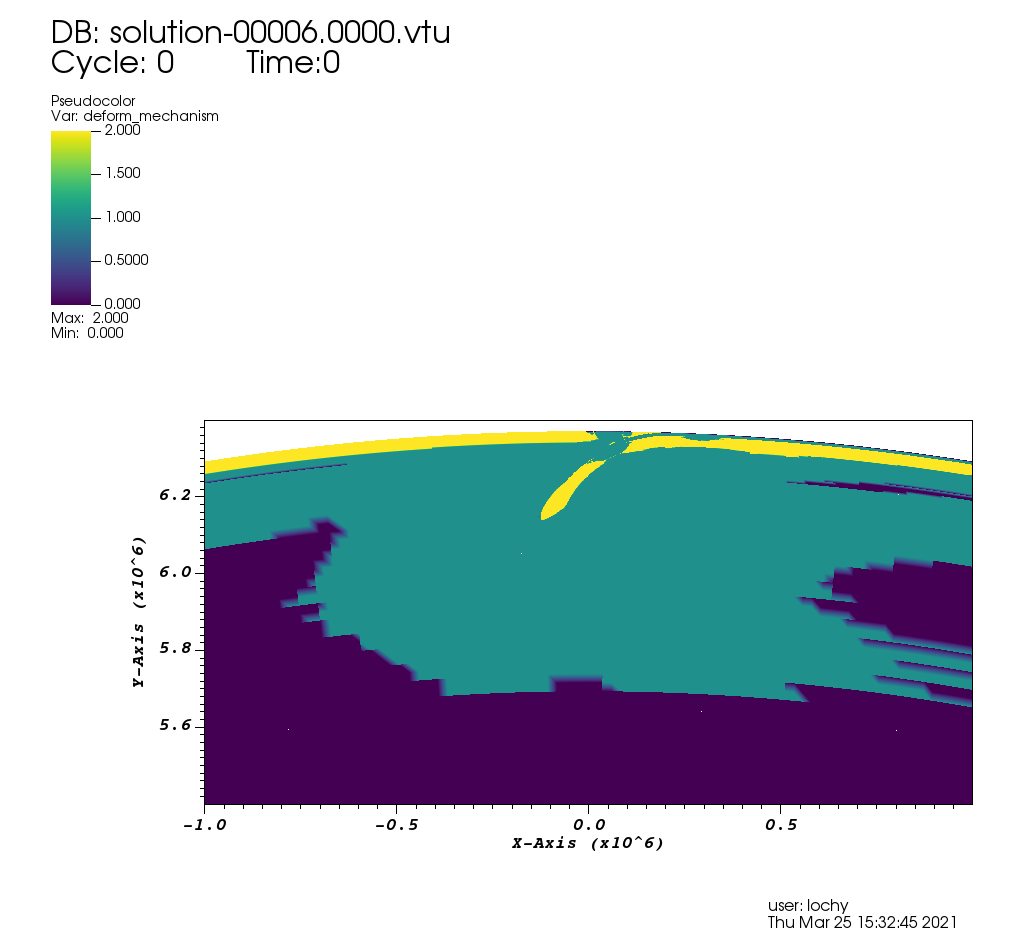 DB: solution-00006.0000.vtu
Cycle: 0 Time:0
Pseudocolor
Var: deform_mechanism
2.000
1.500
1.000
0.5000
0.000
Max: 2.000
Min: 0.000
6.2
6.0
5.8
5.6
Y-Axis (x10^6)
-1.0 -0.5 0.0 0.5
X-Axis (x10^6)
user: lochy
Thu Mar 25 15:32:45 2021